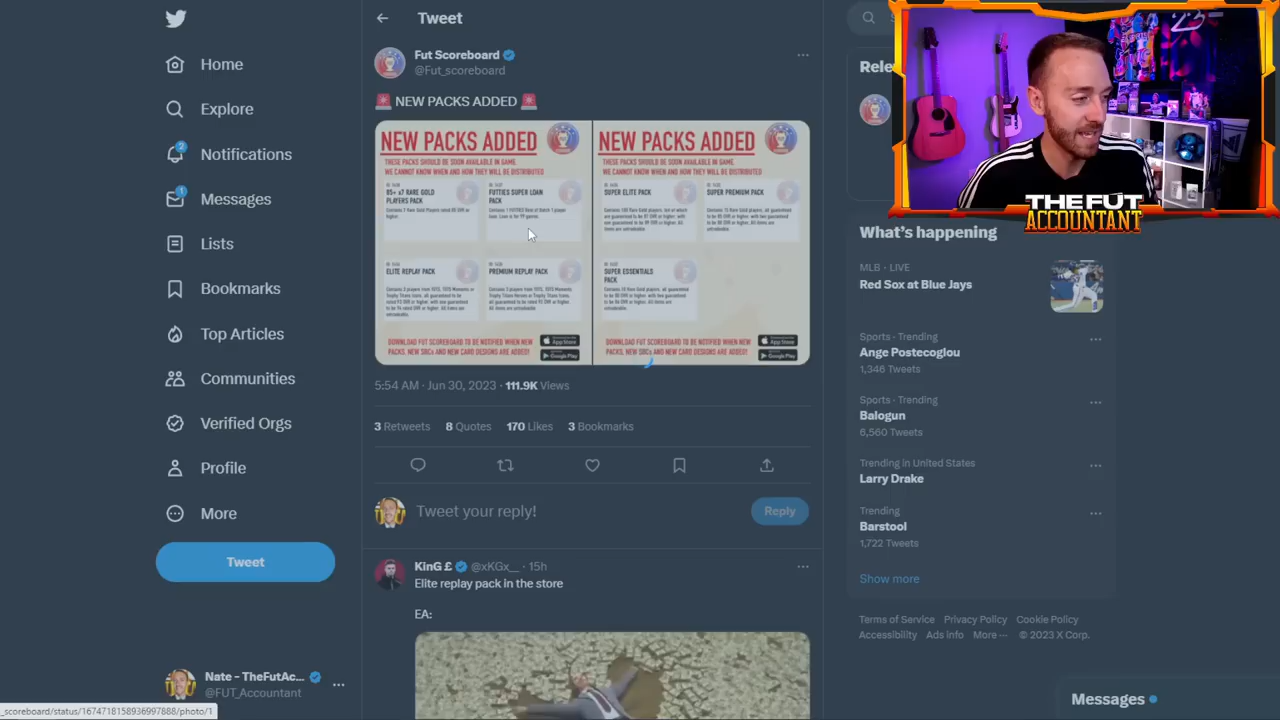 Tweet
Home
Explore
Notifications
2
Messages
1
Lists
Bookmarks
Top Articles
Communities
Verified Orgs
Profile
More
Tweet
Nate - TheFutAc...
@FUT_Accountant
_scoreboard/status/1674718158936997888/photo/1
Fut Scoreboard
@Fut_scoreboard
NEW PACKS ADDED
NEW PACKS ADDED
THESE PACKS SHOULD BE SOON AVAILABLE IN GAME.
WE CANNOT KNOW WHEN AND HOW THEY WILL BE DISTRIBUTED
85+ x7 RARE GOLD
PLAYERS PACK
FUTTIES SUPER LOAN
PACK
ELITE REPLAY PACK
PREMIUM REPLAY PACK
DOWNLOAD FUT SCOREBOARD TO BE NOTIFIED WHEN NEW
PACKS, NEW SBCs AND NEW CARD DESIGNS ARE ADDED!
App Store
Google Play
NEW PACKS ADDED
THESE PACKS SHOULD BE SOON AVAILABLE IN GAME.
WE CANNOT KNOW WHEN AND HOW THEY WILL BE DISTRIBUTED
SUPER ELITE PACK
SUPER PREMIUM PACK
SUPER ESSENTIALS
PACK
DOWNLOAD FUT SCOREBOARD TO BE NOTIFIED WHEN NEW
PACKS, NEW SBCs AND NEW CARD DESIGNS ARE ADDED!
App Store
Google Play
5:54 AM · Jun 30, 2023 · 111.9K Views
3 Retweets 8 Quotes 170 Likes 3 Bookmarks
Tweet your reply!
Reply
KinG £ @xKGx__ · 15h
Elite replay pack in the store
EA:
THE FUT
ACCOUNTANT
What's happening
MLB · LIVE
Red Sox at Blue Jays
Sports · Trending
Ange Postecoglou
1,346 Tweets
Sports · Trending
Balogun
6,560 Tweets
Trending in United States
Larry Drake
Trending
Barstool
1,722 Tweets
Show more
Terms of Service Privacy Policy Cookie Policy
Accessibility Ads info More ··· © 2023 X Corp.
Messages